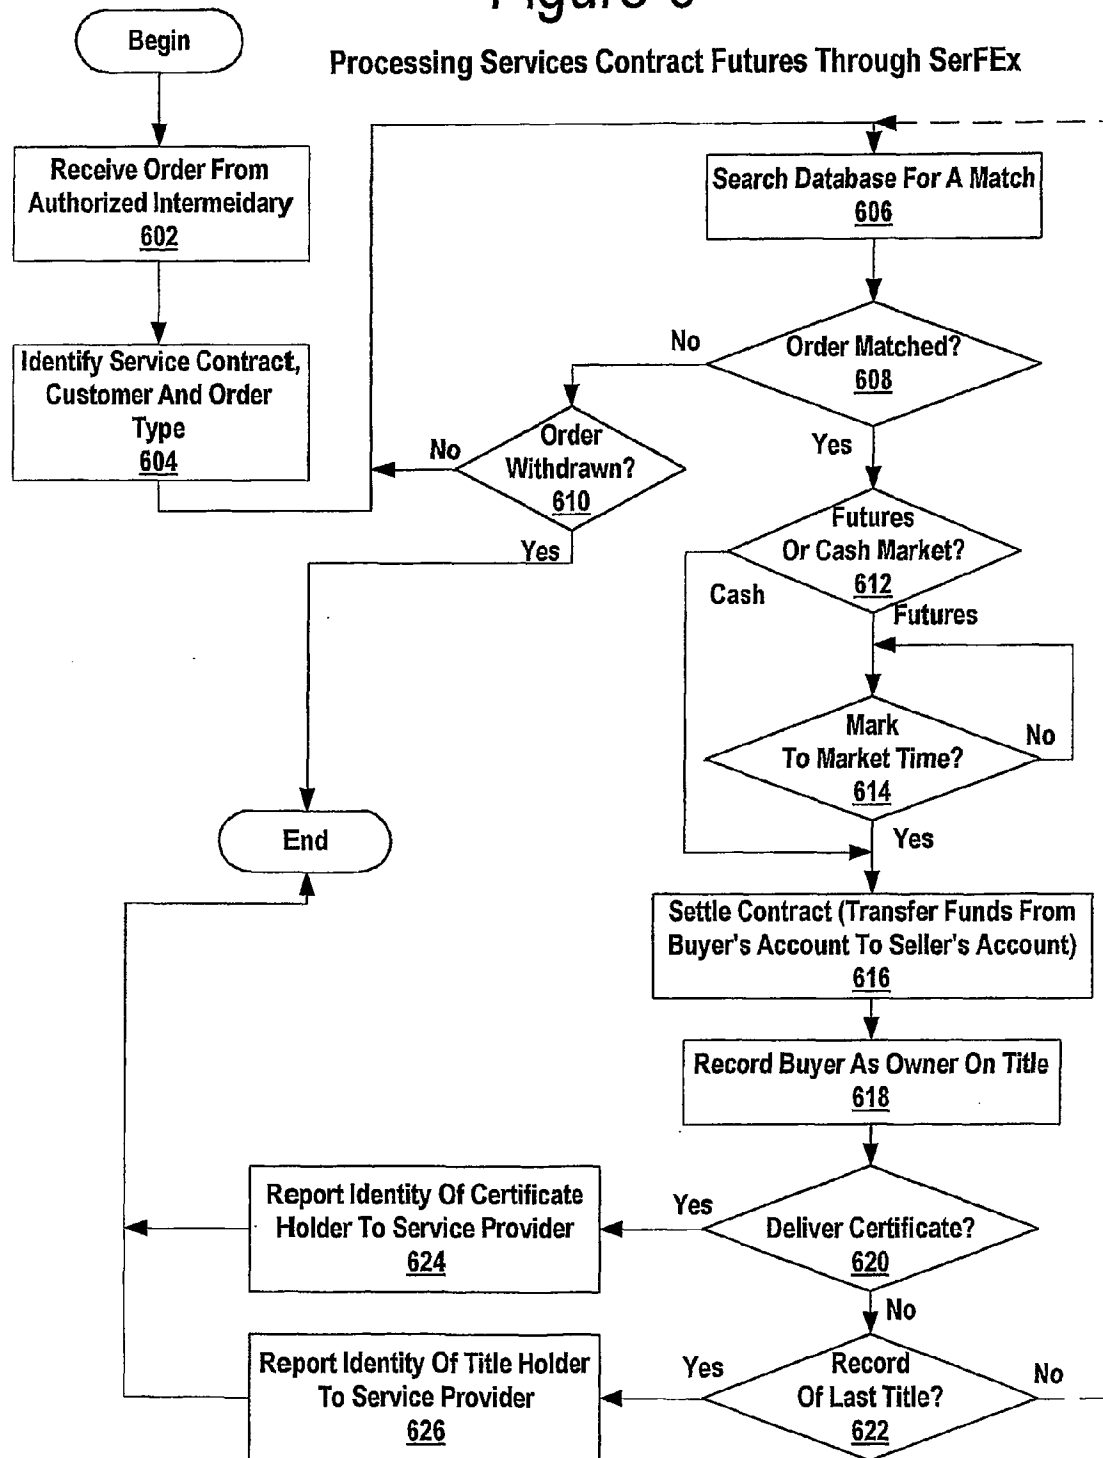 Begin
Processing Services Contract Futures Through SerFEx
Receive Order From
Authorized Intermeidary
602
Identify Service Contract,
Customer And Order
Type
604
Search Database For A Match
606
Order Matched?
608
No
Yes
Order
Withdrawn?
610
No
Yes
Futures
Or Cash Market?
612
Cash
Futures
Mark
To Market Time?
614
No
Yes
End
Settle Contract (Transfer Funds From
Buyer's Account To Seller's Account)
616
Record Buyer As Owner On Title
618
Deliver Certificate?
620
Yes
No
Report Identity Of Certificate
Holder To Service Provider
624
Record
Of Last Title?
622
Yes
No
Report Identity Of Title Holder
To Service Provider
626